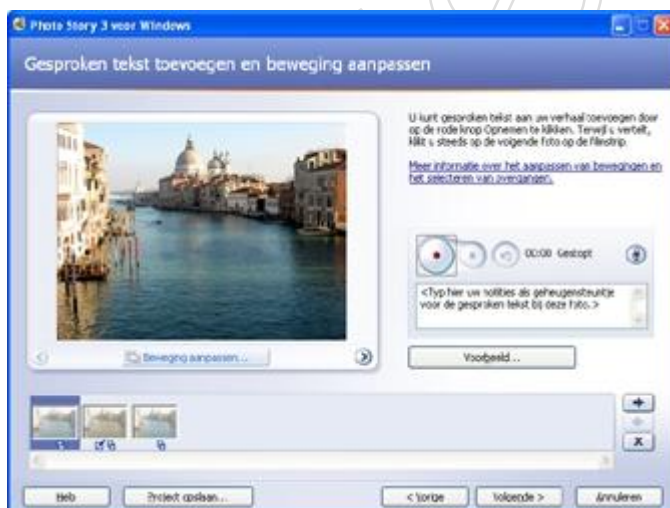 Photo Story 3 voor Windows
Gesproken tekst toevoegen en beweging aanpassen
U kunt gesproken tekst aan uw verhaal toevoegen door
op de rode knop Opnemen te klikken. Terwijl u vertelt,
klikt u steeds op de volgende foto op de filmstrip.
Meer informatie over het aanpassen van bewegingen en
het selecteren van overgangen.
00:00 Gestopt
<Typ hier uw notities als geheugensteuntje
voor de gesproken tekst bij deze foto.>
Beweging aanpassen...
Voorbeeld...
1
X
Help
Project opslaan...
< Vorige
Volgende >
Annuleren